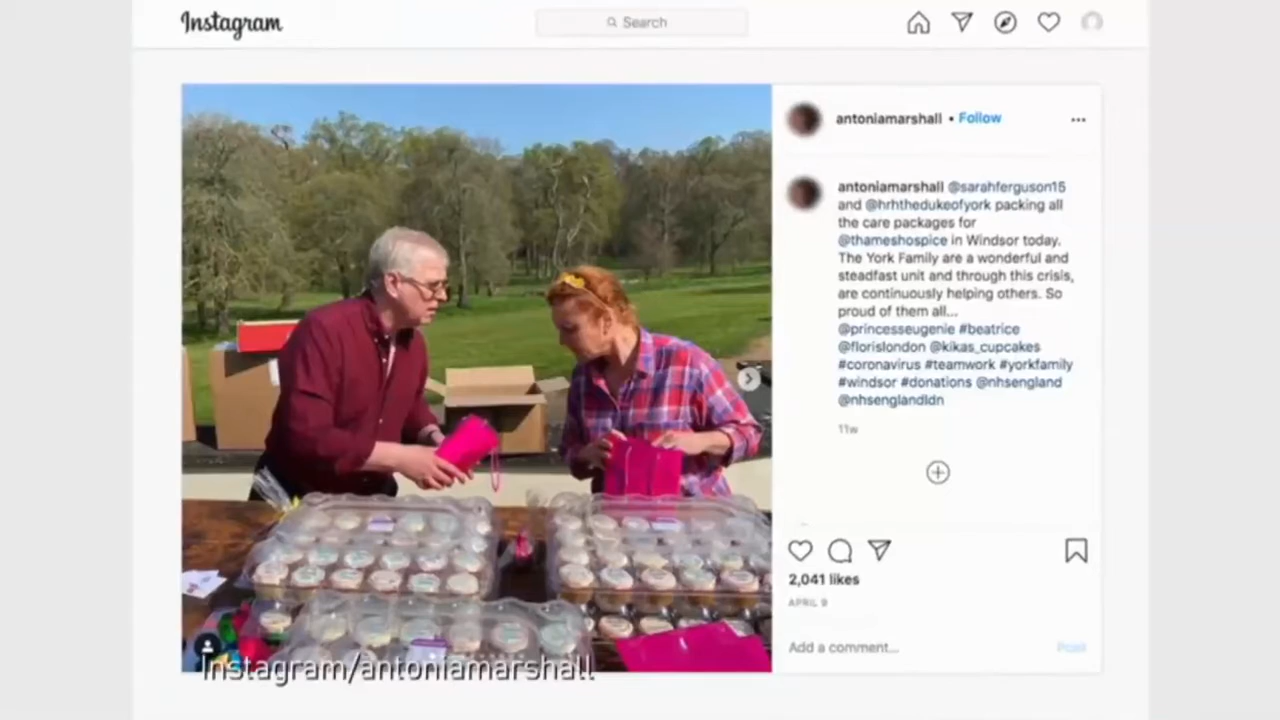 Instagram
Search
antoniamarshall • Follow
antoniamarshall @sarahferguson15
and @hrhthedukeofyork packing all
the care packages for
@thameshospice in Windsor today.
The York Family are a wonderful and
steadfast unit and through this crisis,
are continuously helping others. So
proud of them all...
@princesseugenie #beatrice
@florislondon @kikas_cupcakes
#coronavirus #teamwork #yorkfamily
#windsor #donations @nhsengland
@nhsenglandldn
11w
2,041 likes
APRIL 9
Add a comment...
Post
Instagram/antoniamarshall